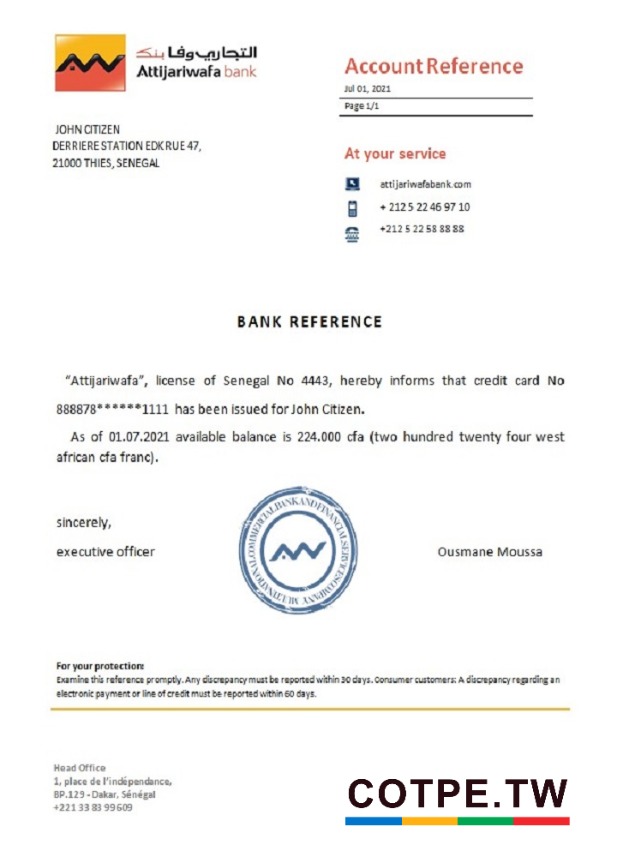 التجاري وفا بنك
Attijariwafa bank
Account Reference
Jul 01, 2021
Page 1/1
JOHN CITIZEN
DERRIERE STATION EDK RUE 47,
21000 THIES, SENEGAL
At your service
attijariwafabank.com
+ 212 5 22 46 97 10
+212 5 22 58 88 88
BANK REFERENCE
“Attijariwafa”, license of Senegal No 4443, hereby informs that credit card No
888878******1111 has been issued for John Citizen.
As of 01.07.2021 available balance is 224.000 cfa (two hundred twenty four west
african cfa franc).
sincerely,
executive officer
Ousmane Moussa
COMMERCIAL BANK AND FINANCIAL SERVICES COMPANY MULTINATIONAL
For your protection:
Examine this reference promptly. Any discrepancy must be reported within 30 days. Consumer customers: A discrepancy regarding an
electronic payment or line of credit must be reported within 60 days.
Head Office
1, place de l'indépendance,
BP.129 - Dakar, Sénégal
+221 33 83 99 609
COTPE.TW